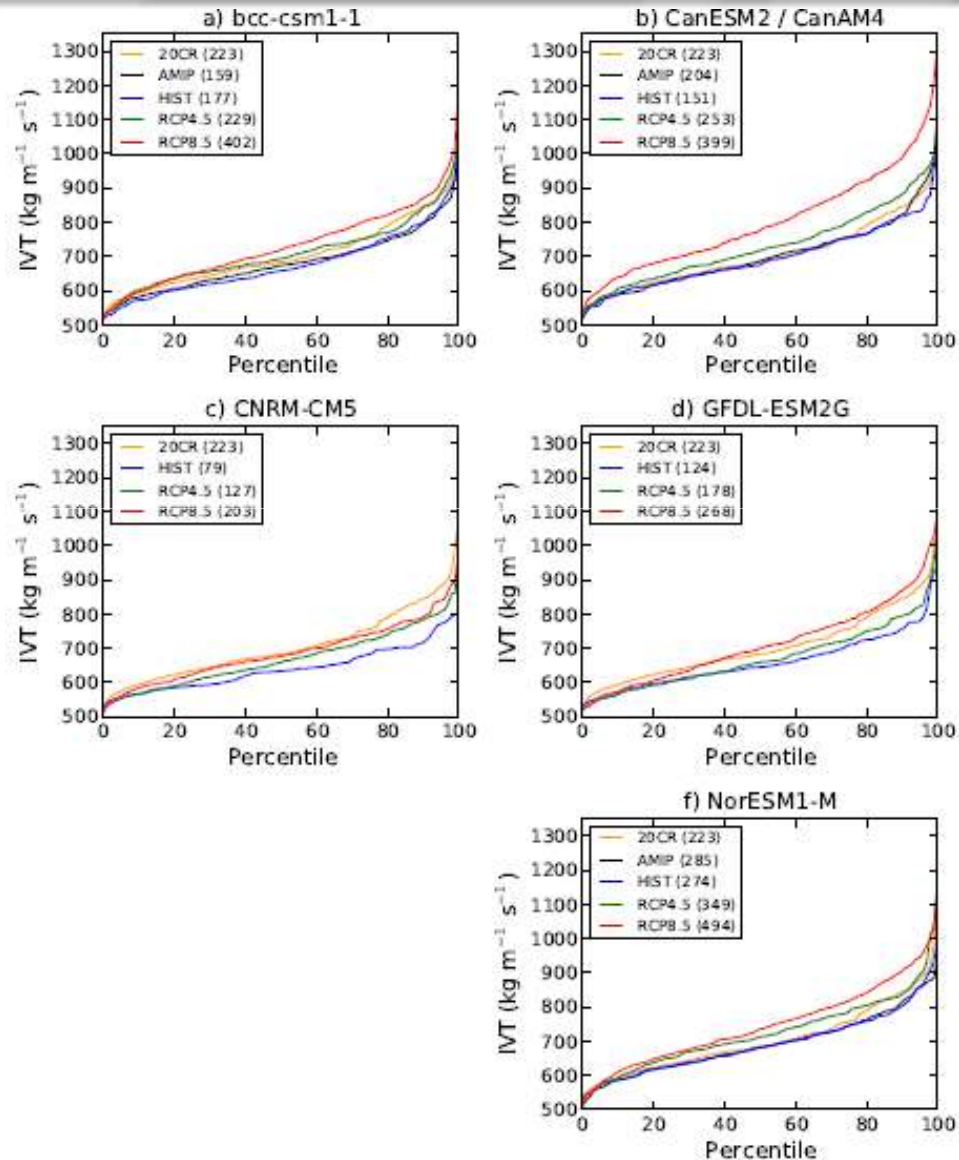 a) bcc-csm1-1
1300
1200
1100
1000
900
800
700
600
500
IVT (kg m⁻¹ s⁻¹)
20CR (223)
AMIP (159)
HIST (177)
RCP4.5 (229)
RCP8.5 (402)
0 20 40 60 80 100
Percentile
b) CanESM2 / CanAM4
1300
1200
1100
1000
900
800
700
600
500
IVT (kg m⁻¹ s⁻¹)
20CR (223)
AMIP (204)
HIST (151)
RCP4.5 (253)
RCP8.5 (399)
0 20 40 60 80 100
Percentile
c) CNRM-CM5
1300
1200
1100
1000
900
800
700
600
500
IVT (kg m⁻¹ s⁻¹)
20CR (223)
HIST (79)
RCP4.5 (127)
RCP8.5 (203)
0 20 40 60 80 100
Percentile
d) GFDL-ESM2G
1300
1200
1100
1000
900
800
700
600
500
IVT (kg m⁻¹ s⁻¹)
20CR (223)
HIST (124)
RCP4.5 (178)
RCP8.5 (268)
0 20 40 60 80 100
Percentile
f) NorESM1-M
1300
1200
1100
1000
900
800
700
600
500
IVT (kg m⁻¹ s⁻¹)
20CR (223)
AMIP (285)
HIST (274)
RCP4.5 (349)
RCP8.5 (494)
0 20 40 60 80 100
Percentile